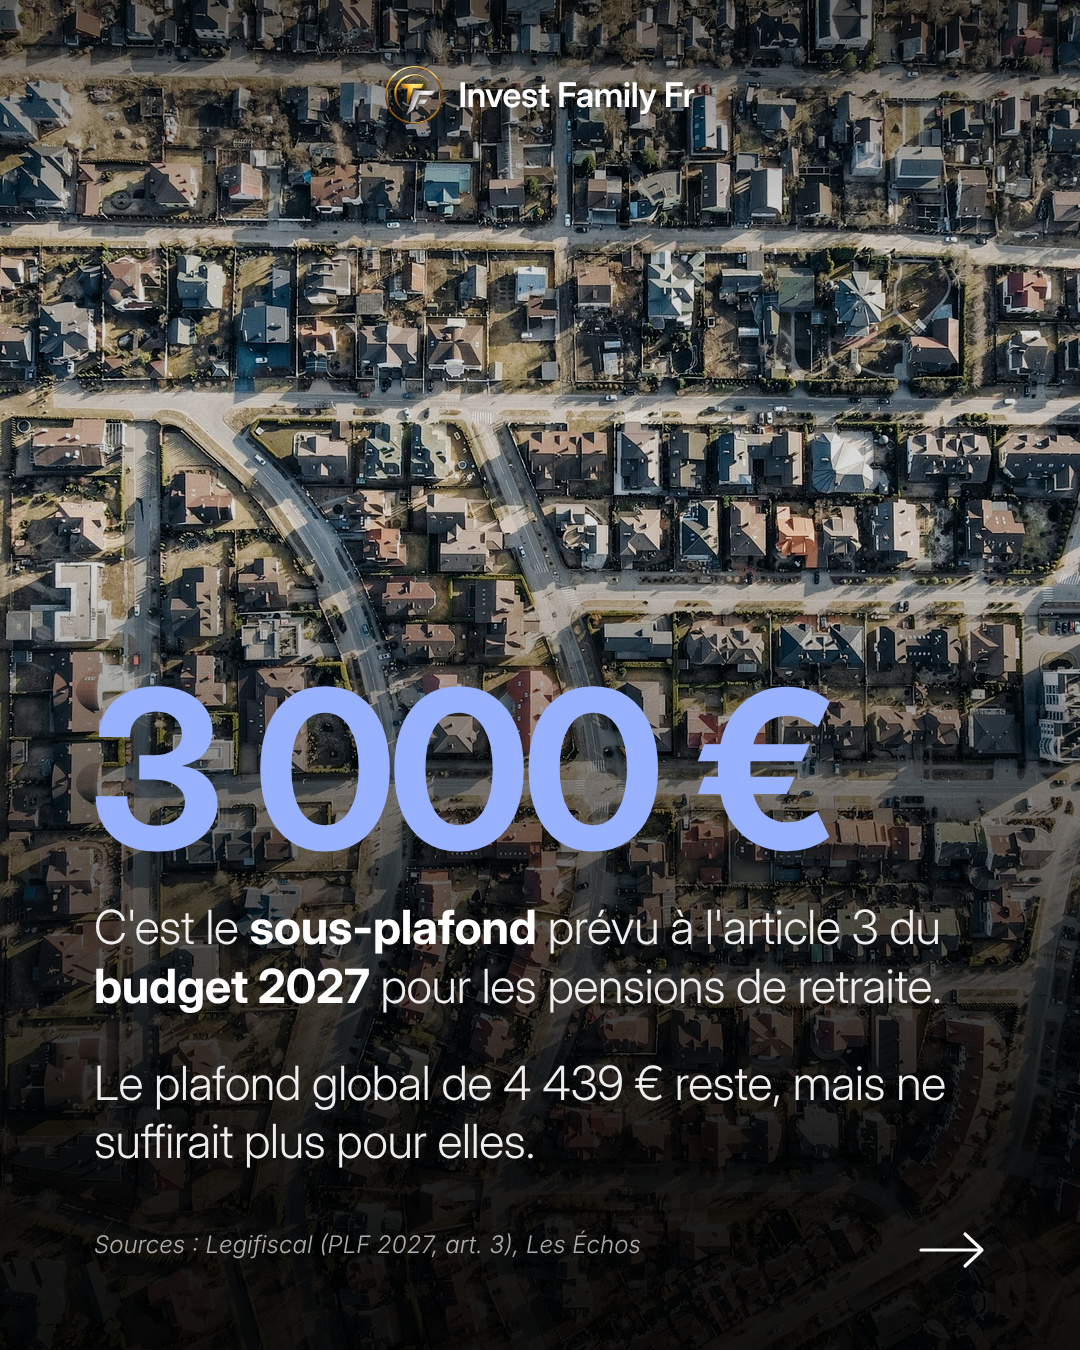 TF
Invest Family Fr
3 000 €
C'est le sous-plafond prévu à l'article 3 du
budget 2027 pour les pensions de retraite.
Le plafond global de 4 439 € reste, mais ne
suffirait plus pour elles.
Sources : Legifiscal (PLF 2027, art. 3), Les Échos